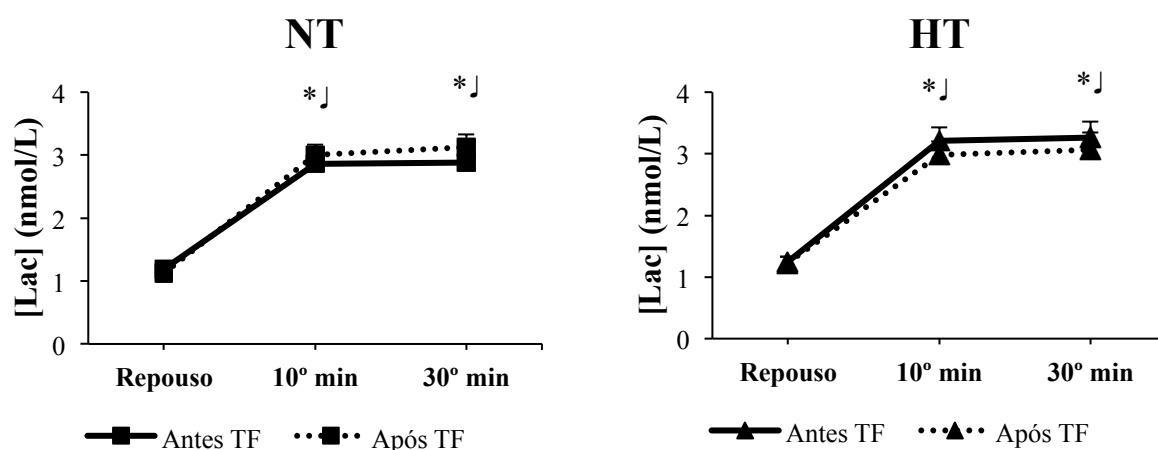 NT
*♩ *♩
4
3
2
1
0
[Lac] (nmol/L)
Repouso 10º min 30º min
Antes TF Após TF
HT
*♩ *♩
4
3
2
1
0
[Lac] (nmol/L)
Repouso 10º min 30º min
Antes TF Após TF